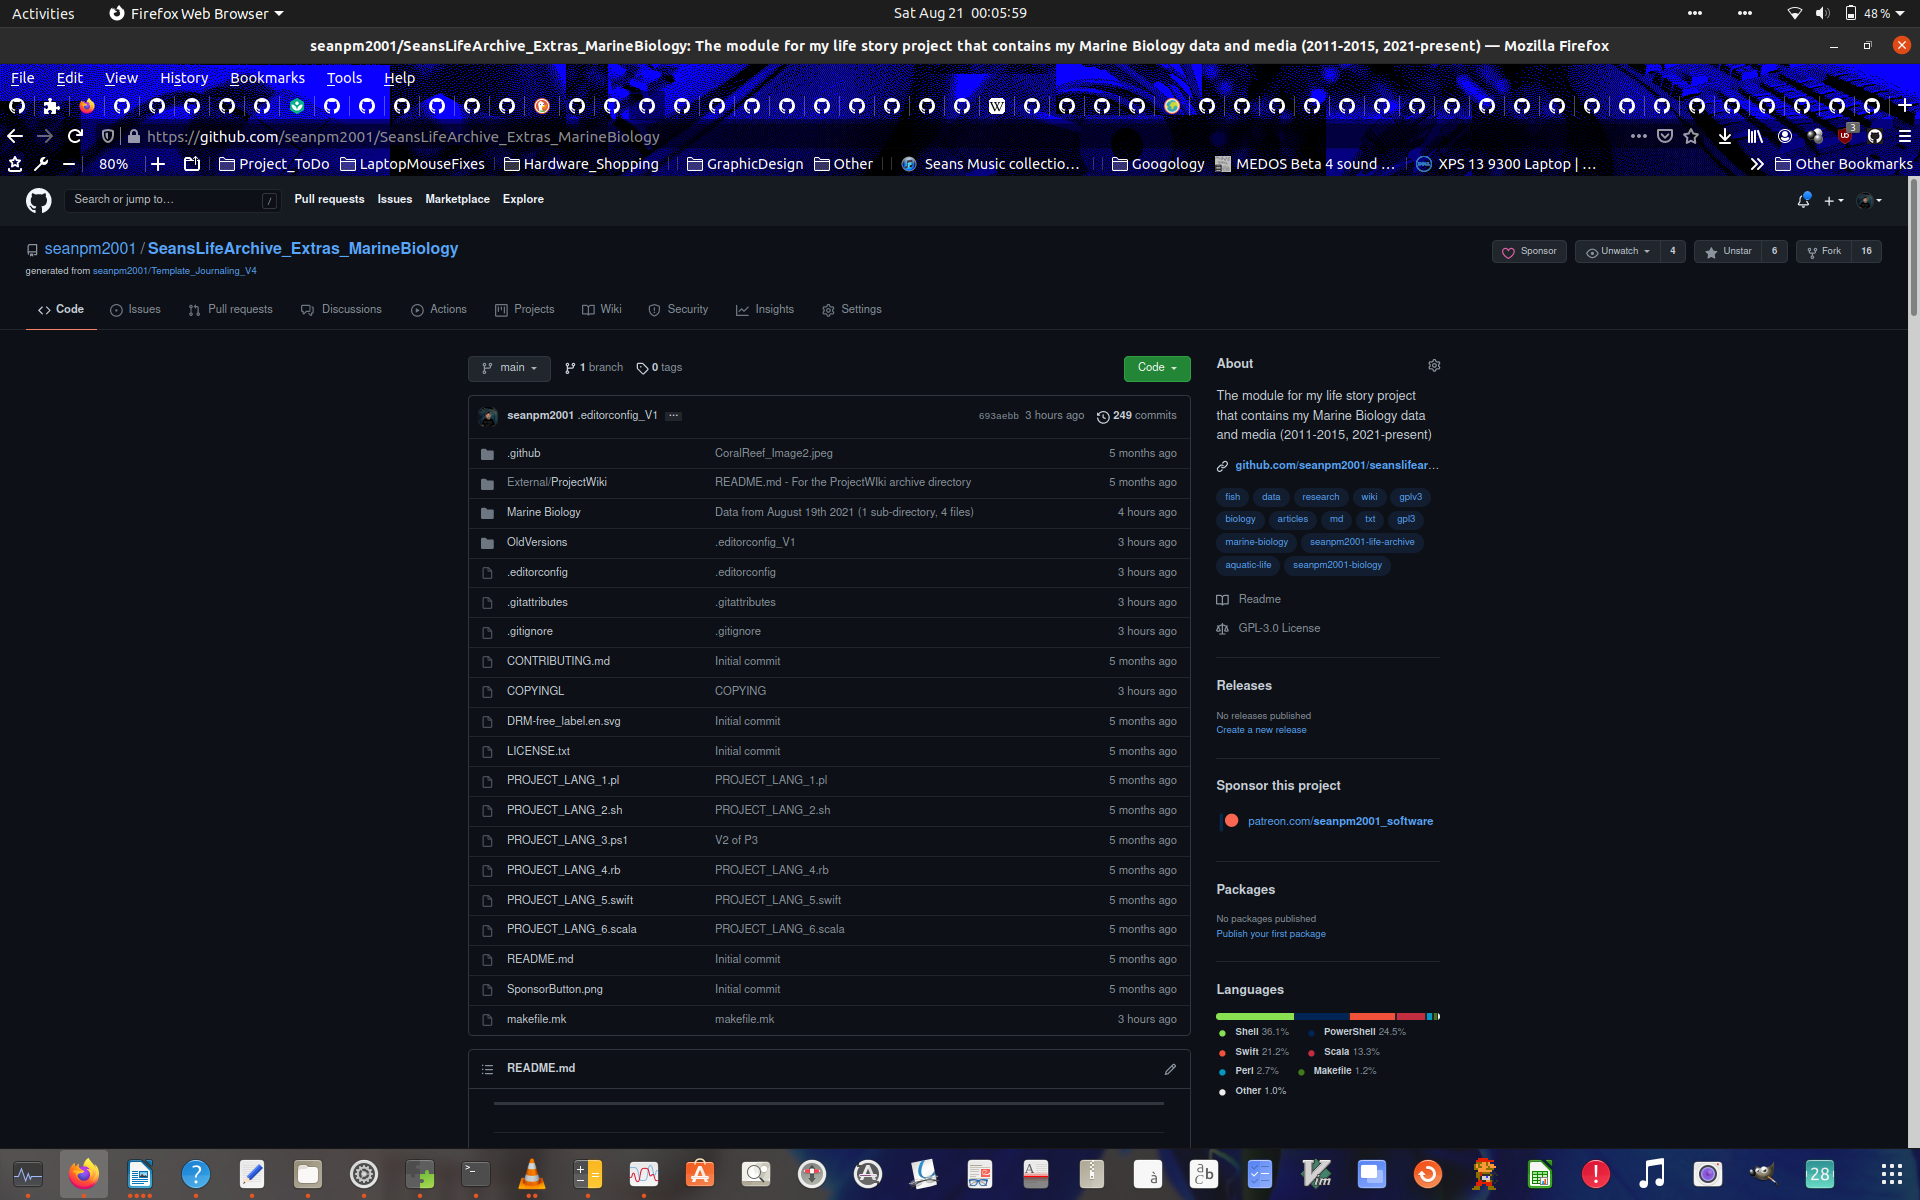 Activities Firefox Web Browser Sat Aug 21 00:05:59 48 %
seanpm2001/SeansLifeArchive_Extras_MarineBiology: The module for my life story project that contains my Marine Biology data and media (2011-2015, 2021-present) — Mozilla Firefox
File Edit View History Bookmarks Tools Help
https://github.com/seanpm2001/SeansLifeArchive_Extras_MarineBiology 3
80% Project_ToDo LaptopMouseFixes Hardware_Shopping GraphicDesign Other Seans Music collectio… Googology MEDOS Beta 4 sound … XPS 13 9300 Laptop | … Other Bookmarks
Search or jump to… / Pull requests Issues Marketplace Explore
seanpm2001 / SeansLifeArchive_Extras_MarineBiology Sponsor Unwatch 4 Unstar 6 Fork 16
generated from seanpm2001/Template_Journaling_V4
Code Issues Pull requests Discussions Actions Projects Wiki Security Insights Settings
main 1 branch 0 tags Code
seanpm2001 .editorconfig_V1 693aebb 3 hours ago 249 commits
.github CoralReef_Image2.jpeg 5 months ago
External/ProjectWiki README.md - For the ProjectWIki archive directory 5 months ago
Marine Biology Data from August 19th 2021 (1 sub-directory, 4 files) 4 hours ago
OldVersions .editorconfig_V1 3 hours ago
.editorconfig .editorconfig 3 hours ago
.gitattributes .gitattributes 3 hours ago
.gitignore .gitignore 3 hours ago
CONTRIBUTING.md Initial commit 5 months ago
COPYINGL COPYING 3 hours ago
DRM-free_label.en.svg Initial commit 5 months ago
LICENSE.txt Initial commit 5 months ago
PROJECT_LANG_1.pl PROJECT_LANG_1.pl 5 months ago
PROJECT_LANG_2.sh PROJECT_LANG_2.sh 5 months ago
PROJECT_LANG_3.ps1 V2 of P3 5 months ago
PROJECT_LANG_4.rb PROJECT_LANG_4.rb 5 months ago
PROJECT_LANG_5.swift PROJECT_LANG_5.swift 5 months ago
PROJECT_LANG_6.scala PROJECT_LANG_6.scala 5 months ago
README.md Initial commit 5 months ago
SponsorButton.png Initial commit 5 months ago
makefile.mk makefile.mk 3 hours ago
README.md
About
The module for my life story project
that contains my Marine Biology data
and media (2011-2015, 2021-present)
github.com/seanpm2001/seanslifear…
fish data research wiki gplv3
biology articles md txt gpl3
marine-biology seanpm2001-life-archive
aquatic-life seanpm2001-biology
Readme
GPL-3.0 License
Releases
No releases published
Create a new release
Sponsor this project
patreon.com/seanpm2001_software
Packages
No packages published
Publish your first package
Languages
Shell 36.1% PowerShell 24.5%
Swift 21.2% Scala 13.3%
Perl 2.7% Makefile 1.2%
Other 1.0%
28